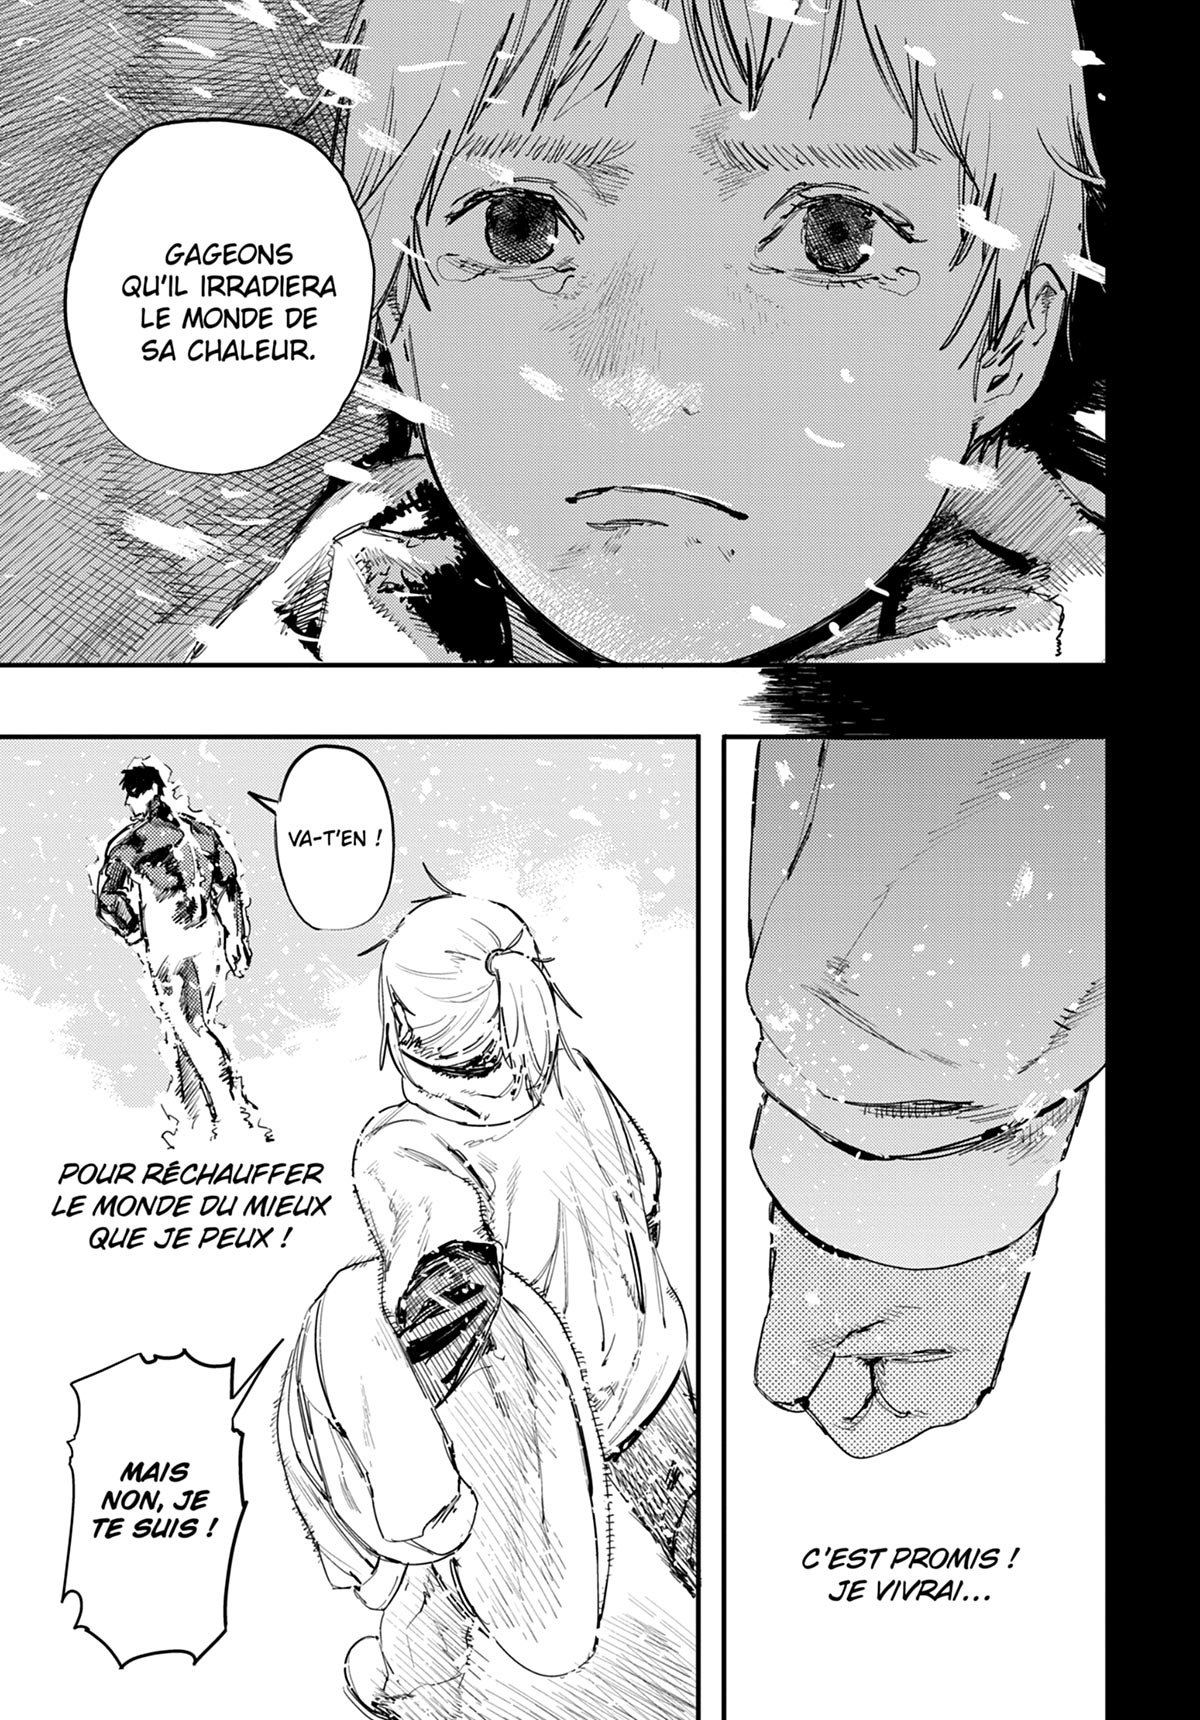 GAGEONS
QU'IL IRRADIERA
LE MONDE DE
SA CHALEUR.
C'EST PROMIS !
JE VIVRAI...
VA-T'EN !
POUR RÉCHAUFFER
LE MONDE DU MIEUX
QUE JE PEUX !
MAIS
NON, JE
TE SUIS !